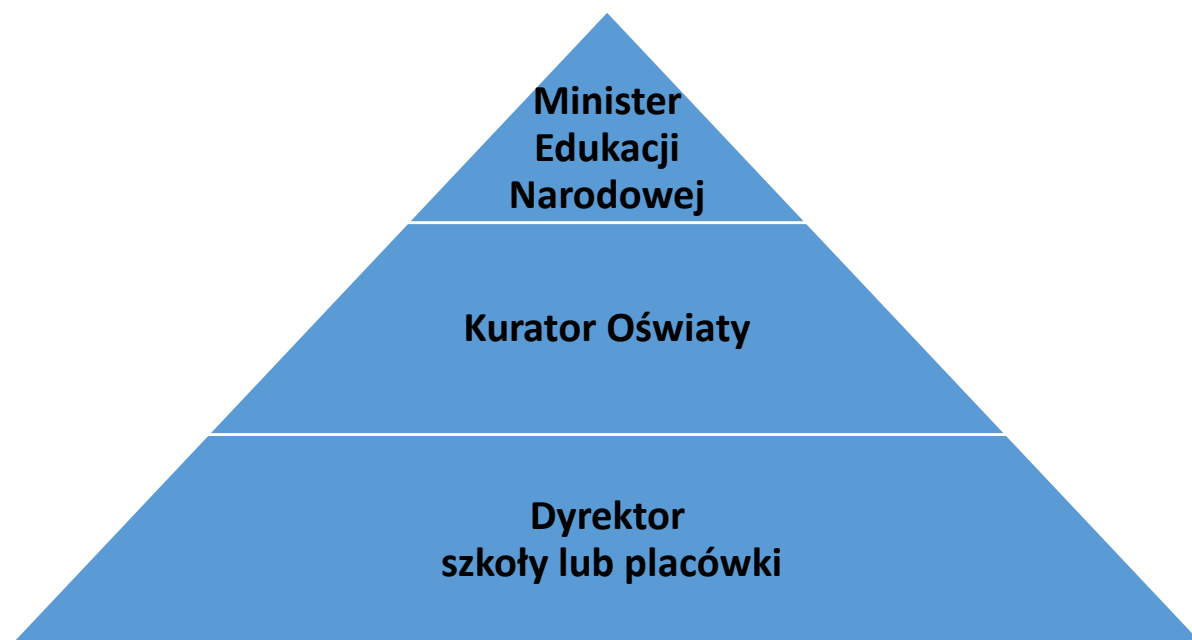 Minister
Edukacji
Narodowej
Kurator Oświaty
Dyrektor
szkoły lub placówki